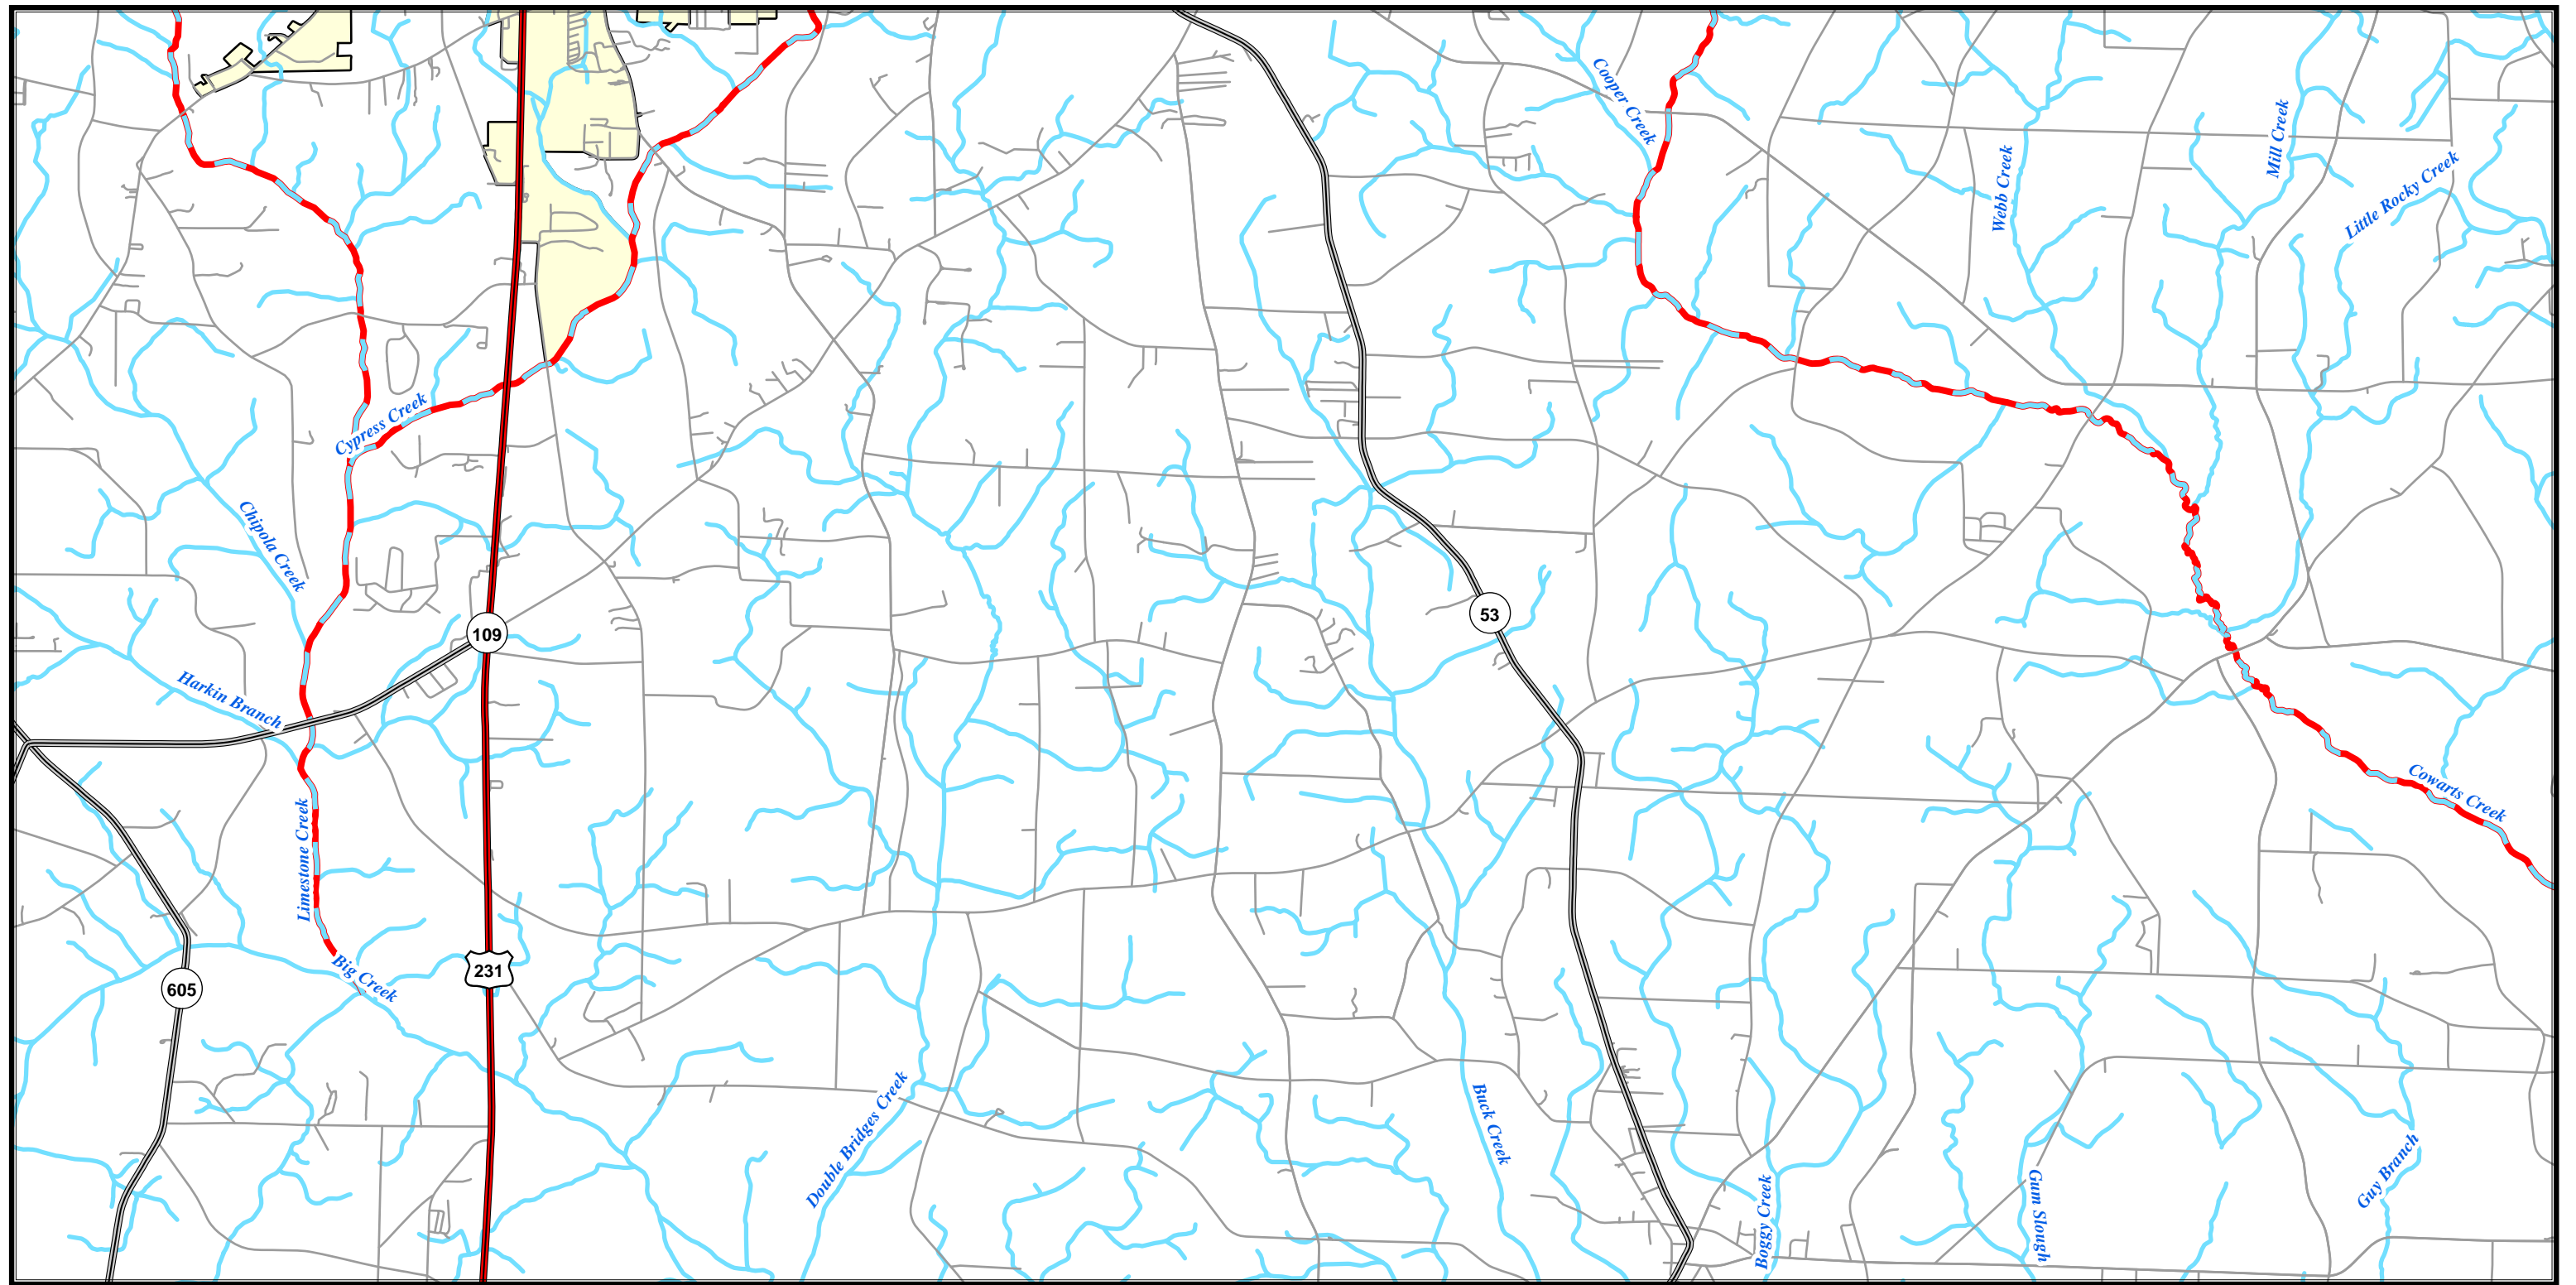 Cooper Creek
Webb Creek
Mill Creek
Little Rocky Creek
Cypress Creek
Chipola Creek
109
53
Harkin Branch
Limestone Creek
Cowarts Creek
Big Creek
231
605
Double Bridges Creek
Buck Creek
Boggy Creek
Gum Slough
Guy Branch